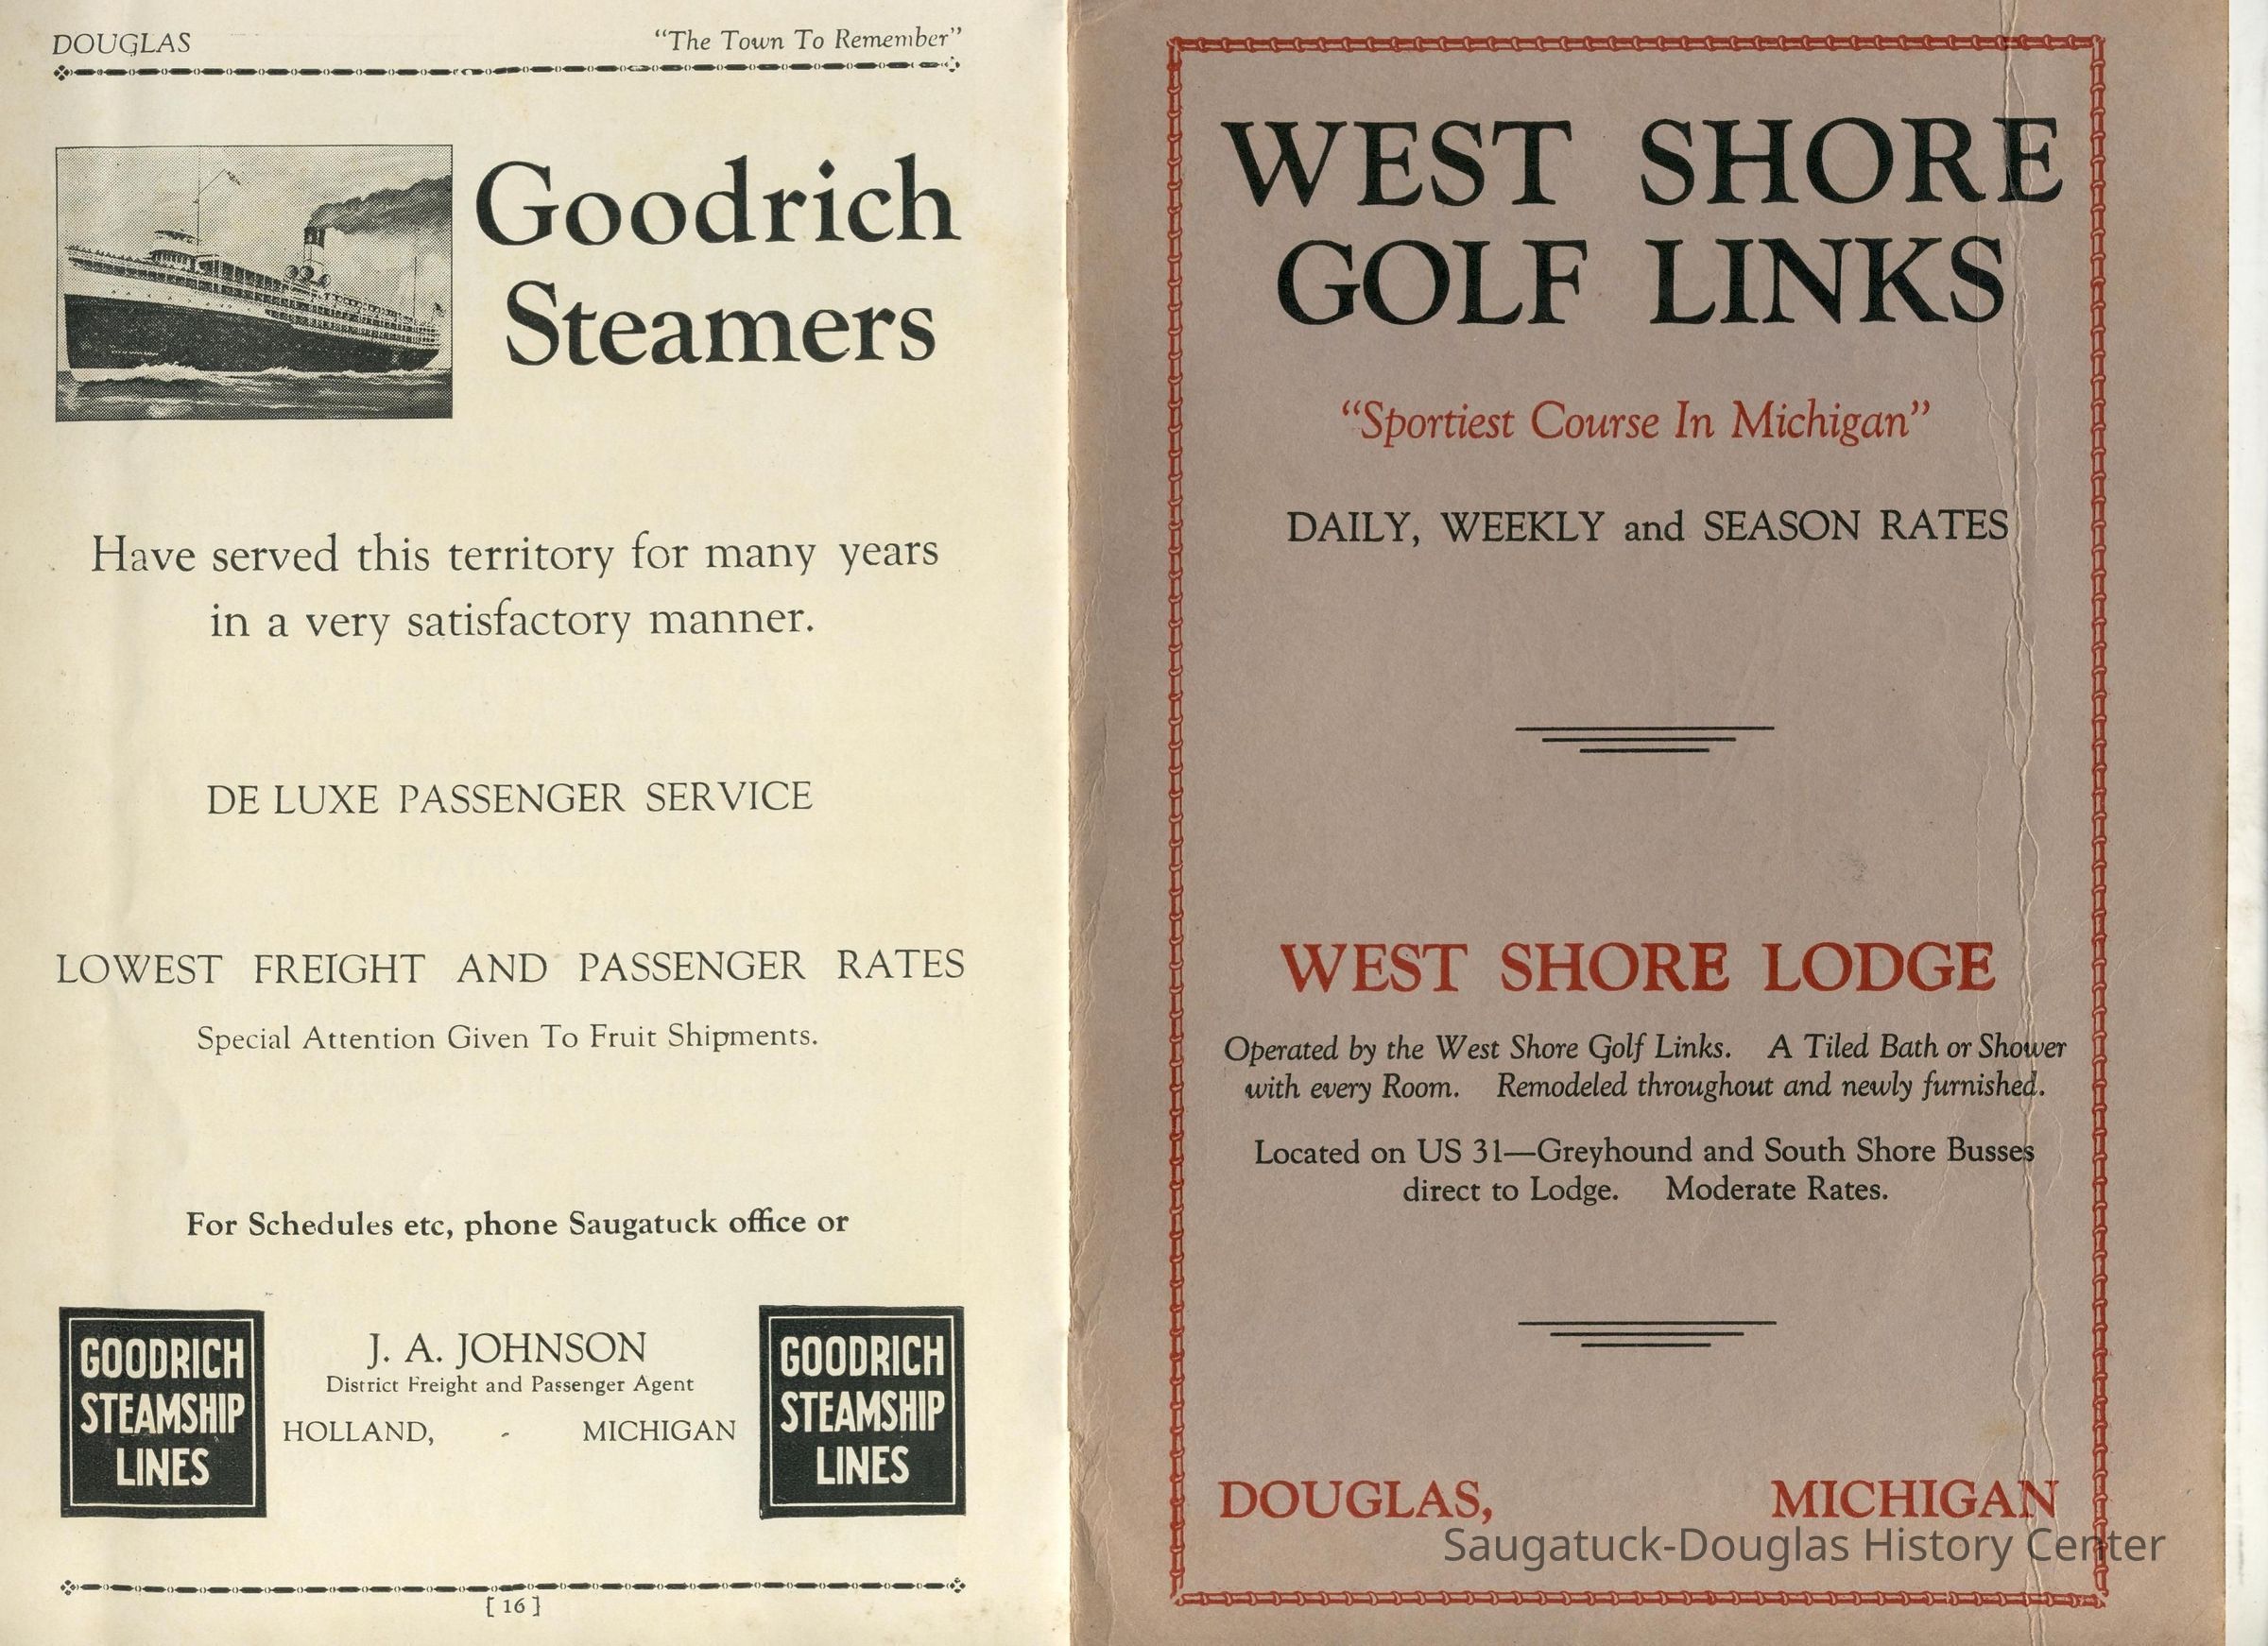 DOUGLAS “The Town To Remember”
Goodrich
Steamers
Have served this territory for many years
in a very satisfactory manner.
DE LUXE PASSENGER SERVICE
LOWEST FREIGHT AND PASSENGER RATES
Special Attention Given To Fruit Shipments.
For Schedules etc, phone Saugatuck office or
GOODRICH
STEAMSHIP
LINES
J. A. JOHNSON
District Freight and Passenger Agent
HOLLAND, - MICHIGAN
GOODRICH
STEAMSHIP
LINES
[ 16 ]
WEST SHORE
GOLF LINKS
“Sportiest Course In Michigan”
DAILY, WEEKLY and SEASON RATES
WEST SHORE LODGE
Operated by the West Shore Golf Links. A Tiled Bath or Shower
with every Room. Remodeled throughout and newly furnished.
Located on US 31—Greyhound and South Shore Busses
direct to Lodge. Moderate Rates.
DOUGLAS, MICHIGAN
Saugatuck-Douglas History Center